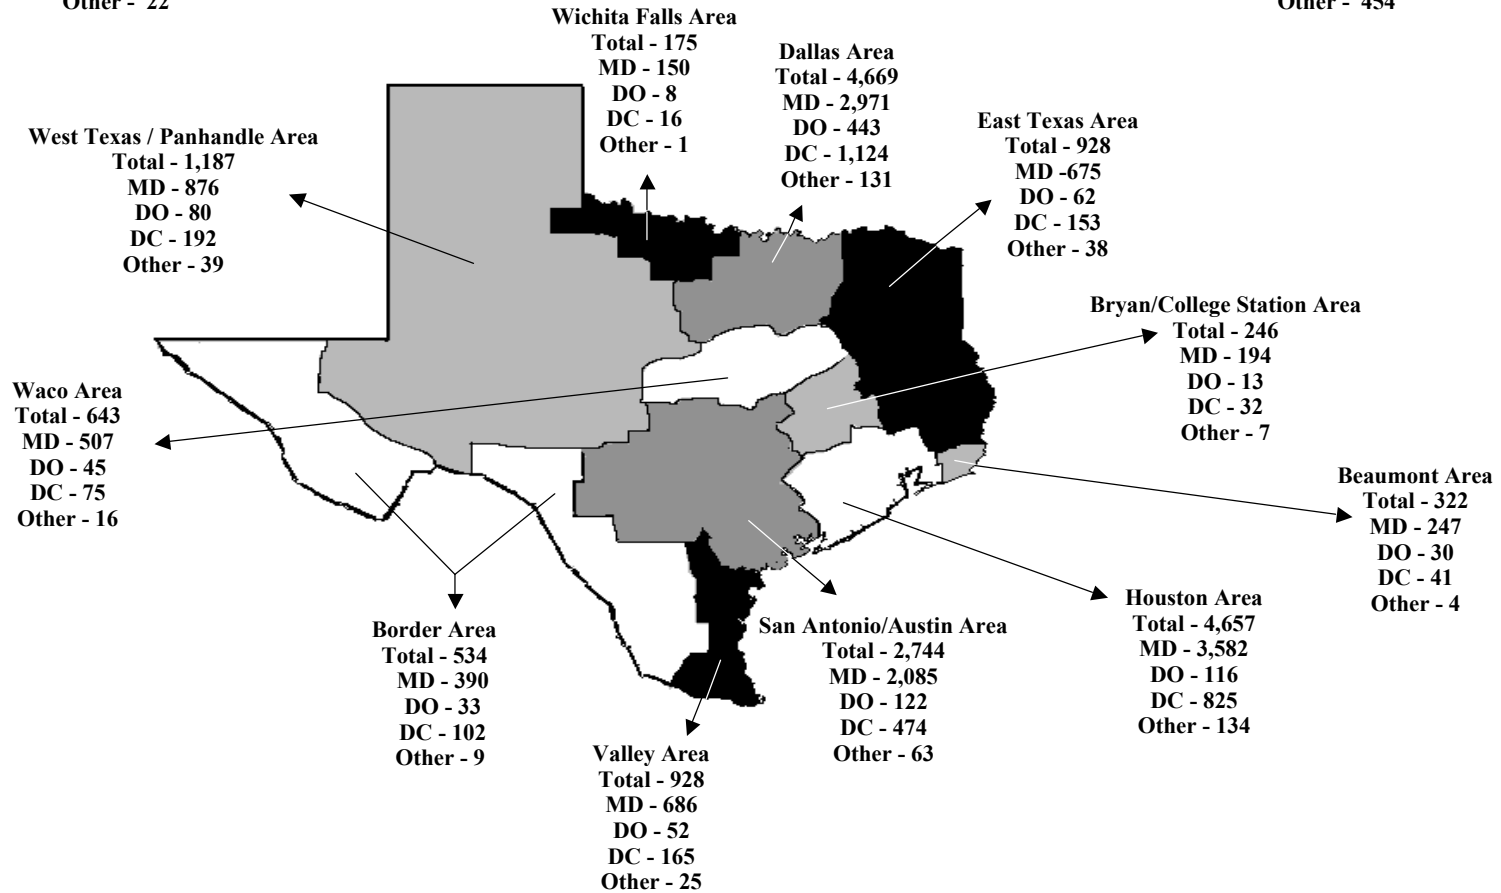 Other -  22
Other -  454
Wichita Falls Area
Total - 175
MD - 150
DO - 8
DC - 16
Other - 1
Dallas Area
Total - 4,669
MD - 2,971
DO - 443
DC - 1,124
Other - 131
East Texas Area
Total - 928
MD -675
DO - 62
DC - 153
Other - 38
West Texas / Panhandle Area
Total - 1,187
MD - 876
DO - 80
DC - 192
Other - 39
Bryan/College Station Area
Total - 246
MD - 194
DO - 13
DC - 32
Other - 7
Waco Area
Total - 643
MD - 507
DO - 45
DC - 75
Other - 16
Beaumont Area
Total - 322
MD - 247
DO - 30
DC - 41
Other - 4
Houston Area
Total - 4,657
MD - 3,582
DO - 116
DC - 825
Other - 134
San Antonio/Austin Area
Total - 2,744
MD - 2,085
DO - 122
DC - 474
Other - 63
Border Area
Total - 534
MD - 390
DO - 33
DC - 102
Other - 9
Valley Area
Total - 928
MD - 686
DO - 52
DC - 165
Other - 25